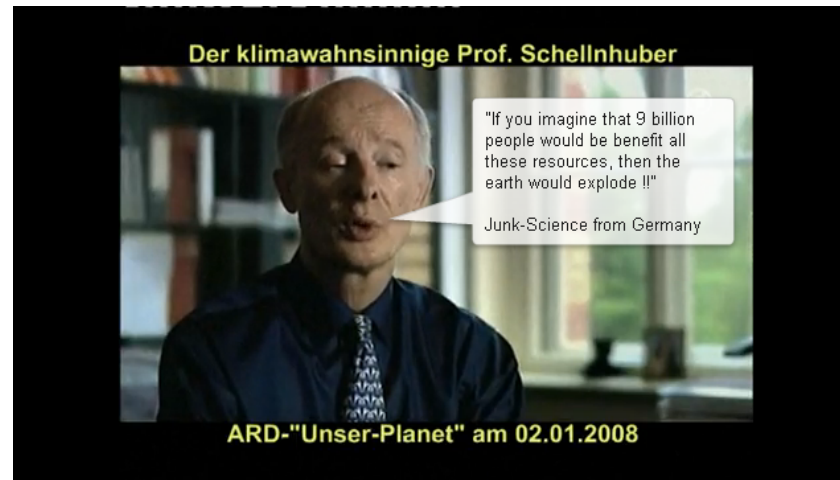 Der klimawahnsinnige Prof. Schellnhuber
"If you imagine that 9 billion
people would be benefit all
these resources, then the
earth would explode !!"
Junk-Science from Germany
ARD-"Unser-Planet" am 02.01.2008